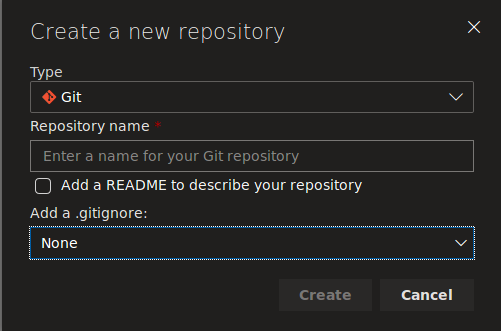 Create a new repository
Type
Git
Repository name *
Enter a name for your Git repository
Add a README to describe your repository
Add a .gitignore:
None
Create
Cancel